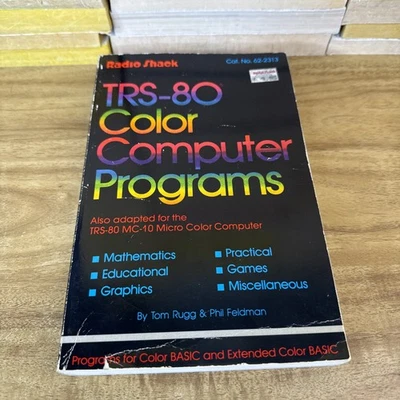 Radio Shack
Cat. No. 62-2313
TRS-80
Color
Computer
Programs
Also adapted for the
TRS-80 MC-10 Micro Color Computer
Mathematics
Educational
Graphics
Practical
Games
Miscellaneous
By Tom Rugg & Phil Feldman
Programs for Color BASIC and Extended Color BASIC